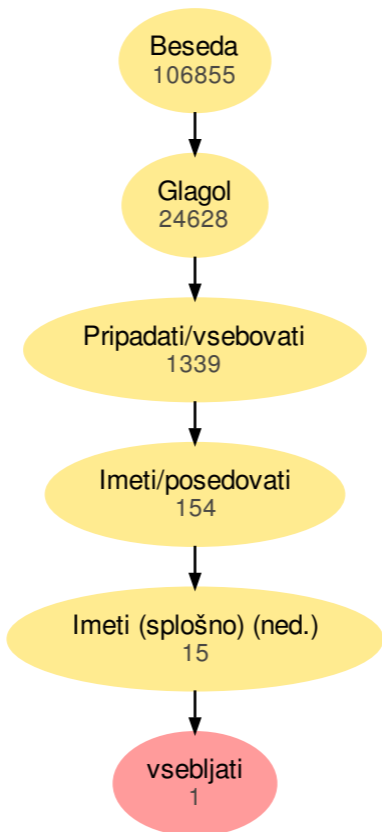 Beseda
106855
Glagol
24628
Pripadati/vsebovati
1339
Imeti/posedovati
154
Imeti (splošno) (ned.)
15
vsebljati
1